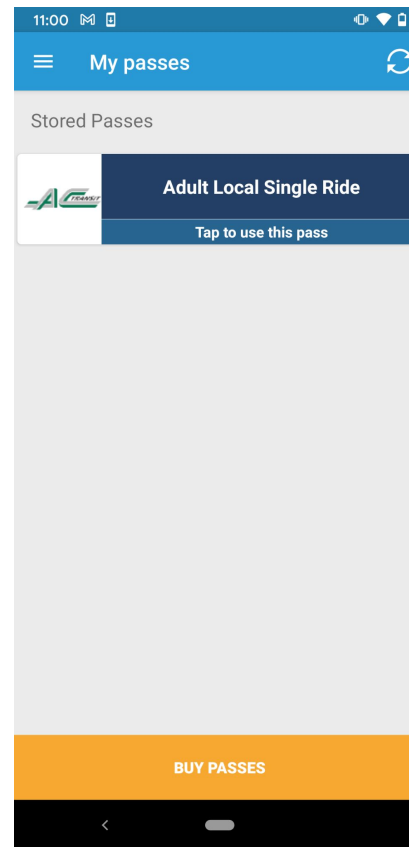 11:00
My passes
Stored Passes
AC TRANSIT
Adult Local Single Ride
Tap to use this pass
BUY PASSES